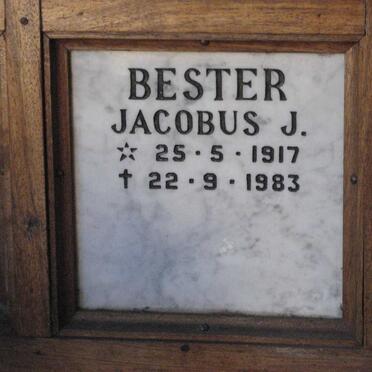 BESTER
JACOBUS J.
☆ 25 · 5 · 1917
✝ 22 · 9 · 1983